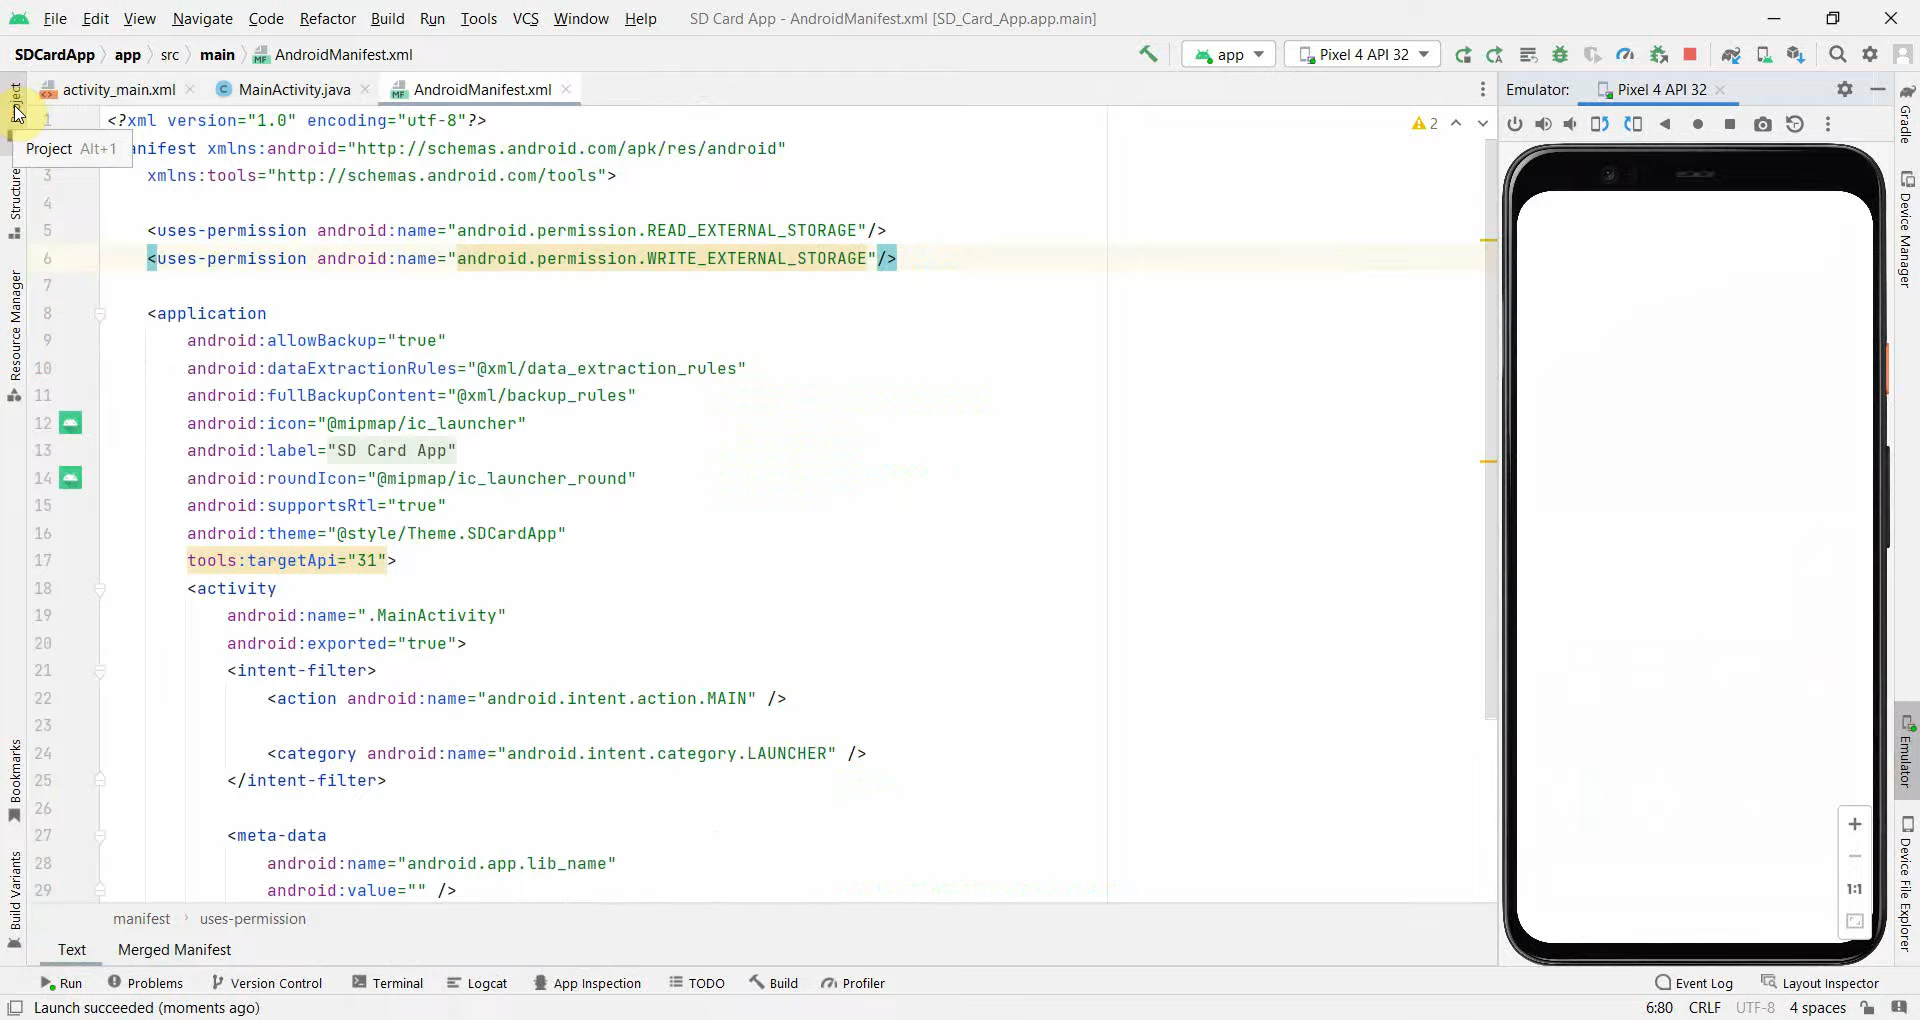 File Edit View Navigate Code Refactor Build Run Tools VCS Window Help SD Card App - AndroidManifest.xml [SD_Card_App.app.main]
SDCardApp app src main AndroidManifest.xml app Pixel 4 API 32
activity_main.xml MainActivity.java AndroidManifest.xml Emulator: Pixel 4 API 32
1 <?xml version="1.0" encoding="utf-8"?> 2
Project Alt+1 anifest xmlns:android="http://schemas.android.com/apk/res/android"
3 xmlns:tools="http://schemas.android.com/tools">
4
5 <uses-permission android:name="android.permission.READ_EXTERNAL_STORAGE"/>
6 <uses-permission android:name="android.permission.WRITE_EXTERNAL_STORAGE"/>
7
8 <application
9 android:allowBackup="true"
10 android:dataExtractionRules="@xml/data_extraction_rules"
11 android:fullBackupContent="@xml/backup_rules"
12 android:icon="@mipmap/ic_launcher"
13 android:label="SD Card App"
14 android:roundIcon="@mipmap/ic_launcher_round"
15 android:supportsRtl="true"
16 android:theme="@style/Theme.SDCardApp"
17 tools:targetApi="31">
18 <activity
19 android:name=".MainActivity"
20 android:exported="true">
21 <intent-filter>
22 <action android:name="android.intent.action.MAIN" />
23
24 <category android:name="android.intent.category.LAUNCHER" />
25 </intent-filter>
26
27 <meta-data
28 android:name="android.app.lib_name"
29 android:value="" />
manifest uses-permission
Text Merged Manifest
Run Problems Version Control Terminal Logcat App Inspection TODO Build Profiler Event Log Layout Inspector
Launch succeeded (moments ago) 6:80 CRLF UTF-8 4 spaces
Structure
Resource Manager
Bookmarks
Build Variants
Gradle
Device Manager
Emulator
Device File Explorer
1:1